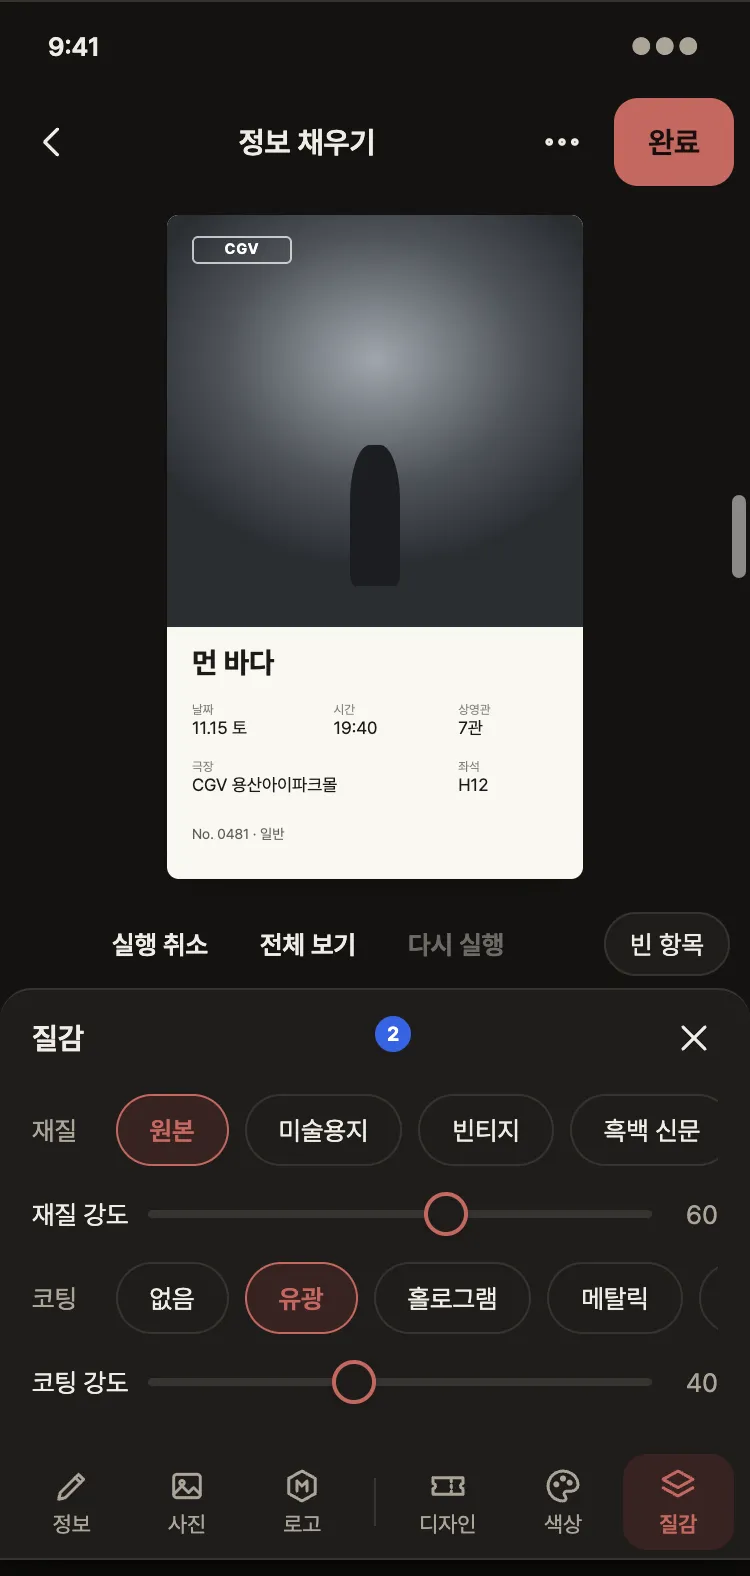 9:41
정보 채우기
완료
CGV
먼 바다
날짜 시간 상영관
11.15 토 19:40 7관
극장 좌석
CGV 용산아이파크몰 H12
No. 0481 · 일반
실행 취소 전체 보기 다시 실행 빈 항목
질감 2
재질 원본 미술용지 빈티지 흑백 신문
재질 강도 60
코팅 없음 유광 홀로그램 메탈릭
코팅 강도 40
정보 사진 로고 디자인 색상 질감